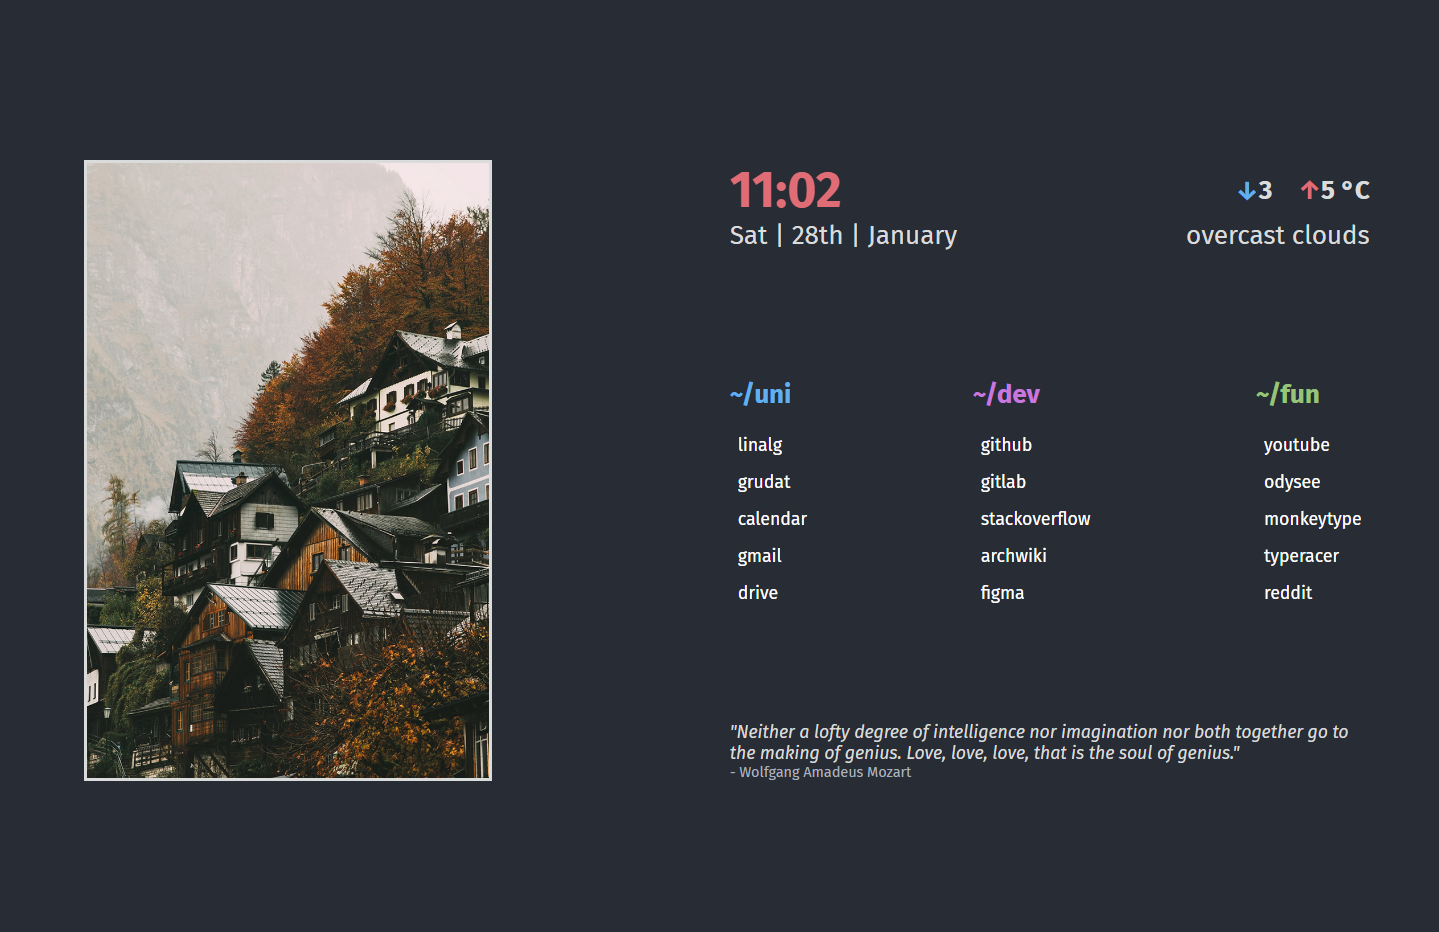 11:02
↓3 ↑5 °C
Sat | 28th | January
overcast clouds
~/uni
linalg
grudat
calendar
gmail
drive
~/dev
github
gitlab
stackoverflow
archwiki
figma
~/fun
youtube
odysee
monkeytype
typeracer
reddit
"Neither a lofty degree of intelligence nor imagination nor both together go to
the making of genius. Love, love, love, that is the soul of genius."
- Wolfgang Amadeus Mozart